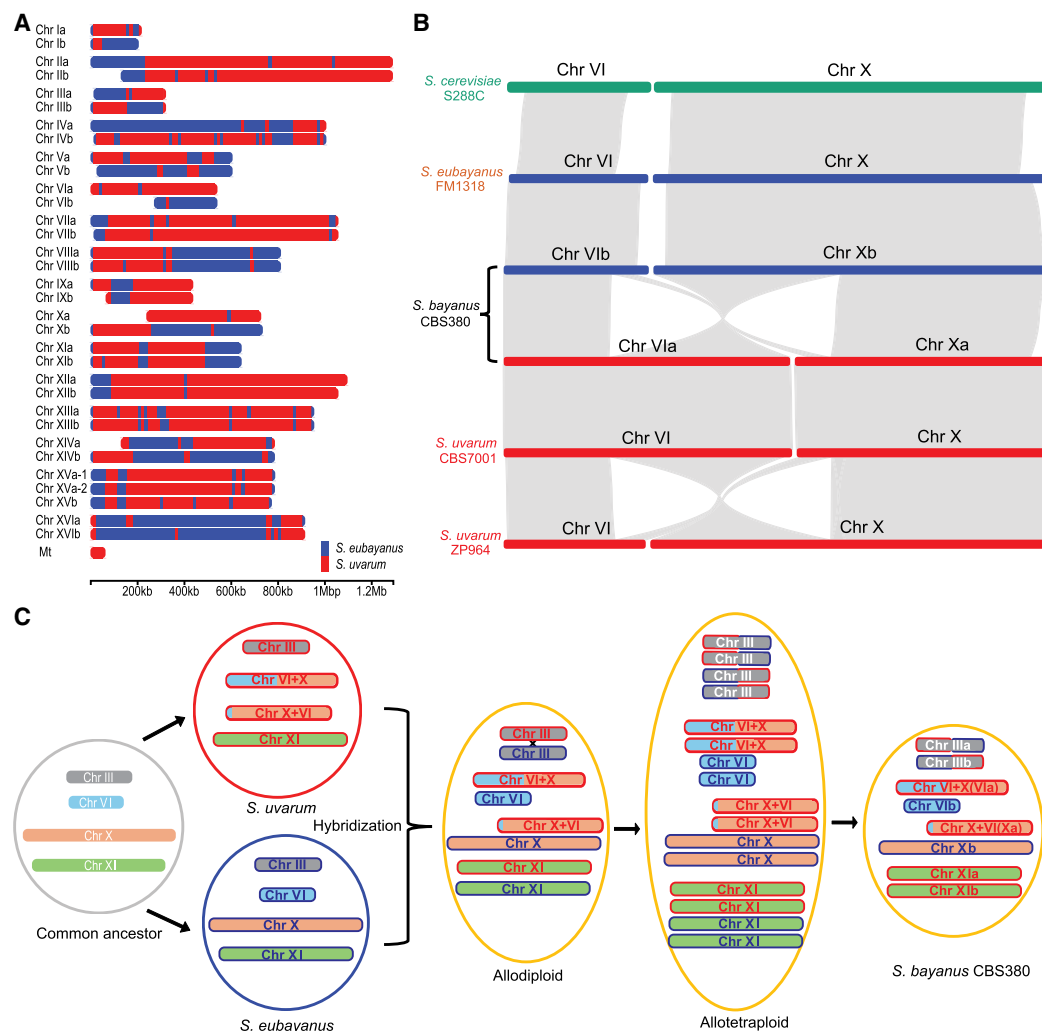 A
Chr Ia
Chr Ib
Chr IIa
Chr IIb
Chr IIIa
Chr IIIb
Chr IVa
Chr IVb
Chr Va
Chr Vb
Chr VIa
Chr VIb
Chr VIIa
Chr VIIb
Chr VIIIa
Chr VIIIb
Chr IXa
Chr IXb
Chr Xa
Chr Xb
Chr XIa
Chr XIb
Chr XIIa
Chr XIIb
Chr XIIIa
Chr XIIIb
Chr XIVa
Chr XIVb
Chr XVa-1
Chr XVa-2
Chr XVb
Chr XVIa
Chr XVIb
Mt
S. eubayanus
S. uvarum
200kb 400kb 600kb 800kb 1Mbp 1.2Mb
B
Chr VI Chr X
S. cerevisiae
S288C
Chr VI Chr X
S. eubayanus
FM1318
Chr VIb Chr Xb
S. bayanus
CBS380
Chr VIa Chr Xa
Chr VI Chr X
S. uvarum
CBS7001
Chr VI Chr X
S. uvarum
ZP964
C
Chr III
Chr VI
Chr X
Chr XI
Common ancestor
Chr III
Chr VI+X
Chr X+VI
Chr XI
S. uvarum
Chr III
Chr VI
Chr X
Chr XI
S. eubavanus
Hybridization
Chr III
x
Chr III
Chr VI+X
Chr VI
Chr X+VI
Chr X
Chr XI
Chr XI
Allodiploid
Chr III
Chr III
Chr III
Chr III
Chr VI+X
Chr VI+X
Chr VI
Chr VI
Chr X+VI
Chr X+VI
Chr X
Chr X
Chr XI
Chr XI
Chr XI
Chr XI
Allotetraploid
Chr IIIa
Chr IIIb
Chr VI+X(VIa)
Chr VIb
Chr X+VI(Xa)
Chr Xb
Chr XIa
Chr XIb
S. bayanus CBS380